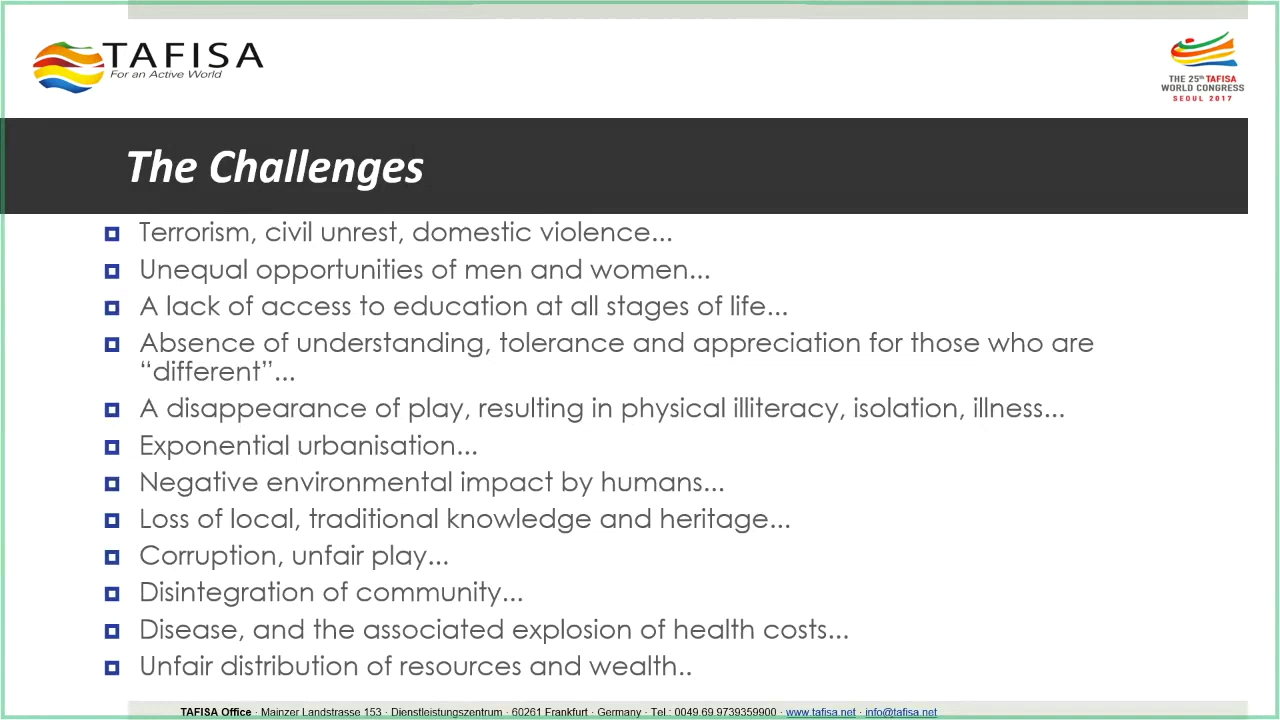 TAFISA
For an Active World
THE 25th TAFISA
WORLD CONGRESS
SEOUL 2017
The Challenges
Terrorism, civil unrest, domestic violence...
Unequal opportunities of men and women...
A lack of access to education at all stages of life...
Absence of understanding, tolerance and appreciation for those who are
“different”...
A disappearance of play, resulting in physical illiteracy, isolation, illness...
Exponential urbanisation...
Negative environmental impact by humans...
Loss of local, traditional knowledge and heritage...
Corruption, unfair play...
Disintegration of community...
Disease, and the associated explosion of health costs...
Unfair distribution of resources and wealth..
TAFISA Office · Mainzer Landstrasse 153 · Dienstleistungszentrum · 60261 Frankfurt · Germany · Tel.: 0049.69.9739359900 · www.tafisa.net · info@tafisa.net